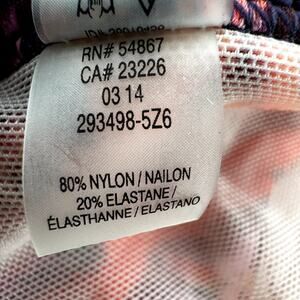 RN# 54867
CA# 23226
03 14
293498-5Z6
80% NYLON / NAILON
20% ELASTANE /
ÉLASTHANNE / ELASTANO